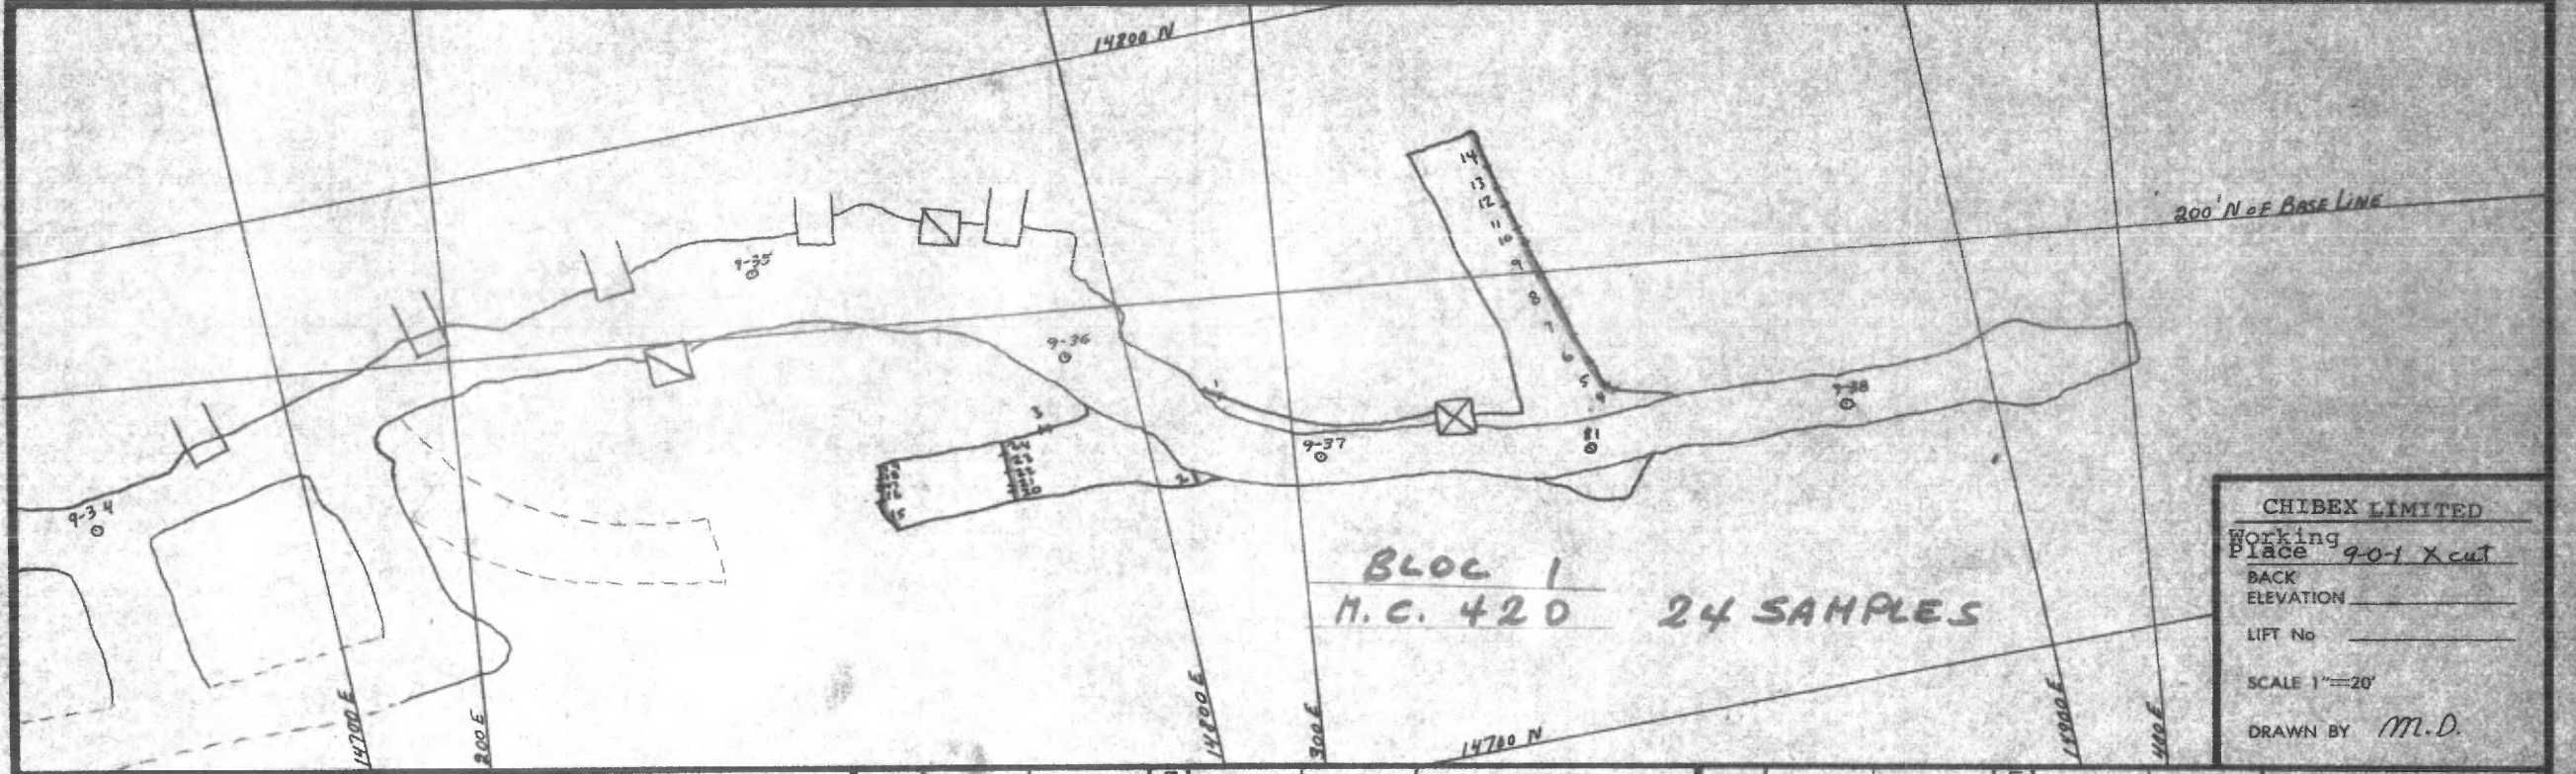 14800 N
200' N OF BASE LINE
9-35
9-36
9-34
9-37
9-38
81
14
13
12
11
10
9
8
7
6
5
1
3
2
15
BLOC 1
M.C. 420
24 SAMPLES
14700 E
200 E
14800 E
300 E
14700 N
14900 E
400 E
CHIBEX LIMITED
Working
Place 9-0-1 X cut
BACK
ELEVATION
LIFT No
SCALE 1"=20'
DRAWN BY M.D.